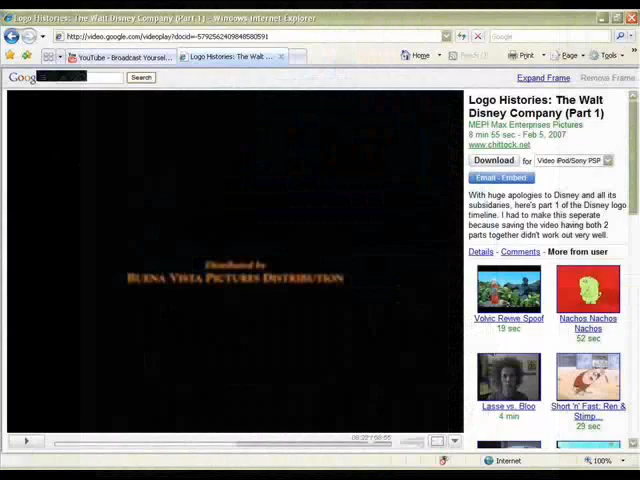 Logo Histories: The Walt Disney Company (Part 1) - Windows Internet Explorer
http://video.google.com/videoplay?docid=-5792562409848580591
Google
YouTube - Broadcast Yoursel...
Logo Histories: The Walt D...
Home
Print
Page
Tools
Search
Expand Frame
Remove Frame
Distributed by
BUENA VISTA PICTURES DISTRIBUTION
Logo Histories: The Walt
Disney Company (Part 1)
MEP! Max Enterprises Pictures
8 min 55 sec - Feb 5, 2007
www.chittock.net
Download for Video iPod/Sony PSP
Email - Embed
With huge apologies to Disney and all its
subsidaries, here's part 1 of the Disney logo
timeline. I had to make this seperate
because saving the video having both 2
parts together didn't work out very well.
Details - Comments - More from user
Volvic Revive Spoof
19 sec
Nachos Nachos
Nachos
52 sec
Lasse vs. Bloo
4 min
Short 'n' Fast: Ren &
Stimp...
29 sec
Internet
100%